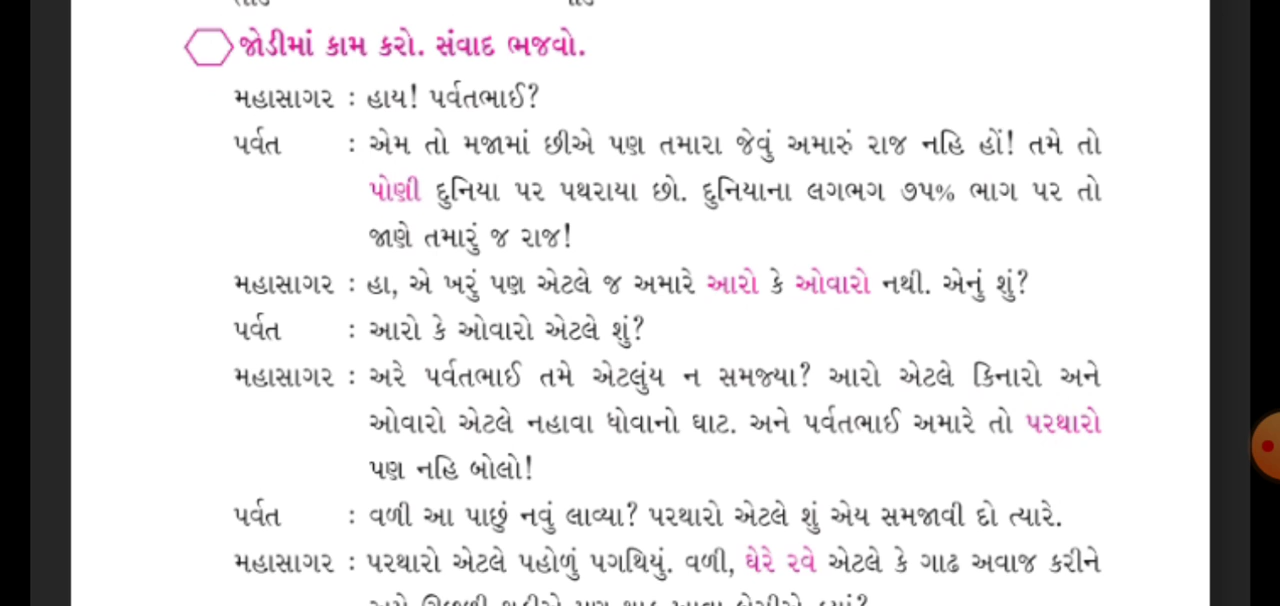 જોડીમાં કામ કરો. સંવાદ ભજવો.
મહાસાગર : હાય! પર્વતભાઈ?
પર્વત : એમ તો મજામાં છીએ પણ તમારા જેવું અમારું રાજ નહિ હોં! તમે તો
પોણી દુનિયા પર પથરાયા છો. દુનિયાના લગભગ ૭૫% ભાગ પર તો
જાણે તમારું જ રાજ!
મહાસાગર : હા, એ ખરું પણ એટલે જ અમારે આરો કે ઓવારો નથી. એનું શું?
પર્વત : આરો કે ઓવારો એટલે શું?
મહાસાગર : અરે પર્વતભાઈ તમે એટલુંય ન સમજ્યા? આરો એટલે કિનારો અને
ઓવારો એટલે નહાવા ધોવાનો ઘાટ. અને પર્વતભાઈ અમારે તો પરથારો
પણ નહિ બોલો!
પર્વત : વળી આ પાછું નવું લાવ્યા? પરથારો એટલે શું એય સમજાવી દો ત્યારે.
મહાસાગર : પરથારો એટલે પહોળું પગથિયું. વળી, ઘેરે રવે એટલે કે ગાઢ અવાજ કરીને